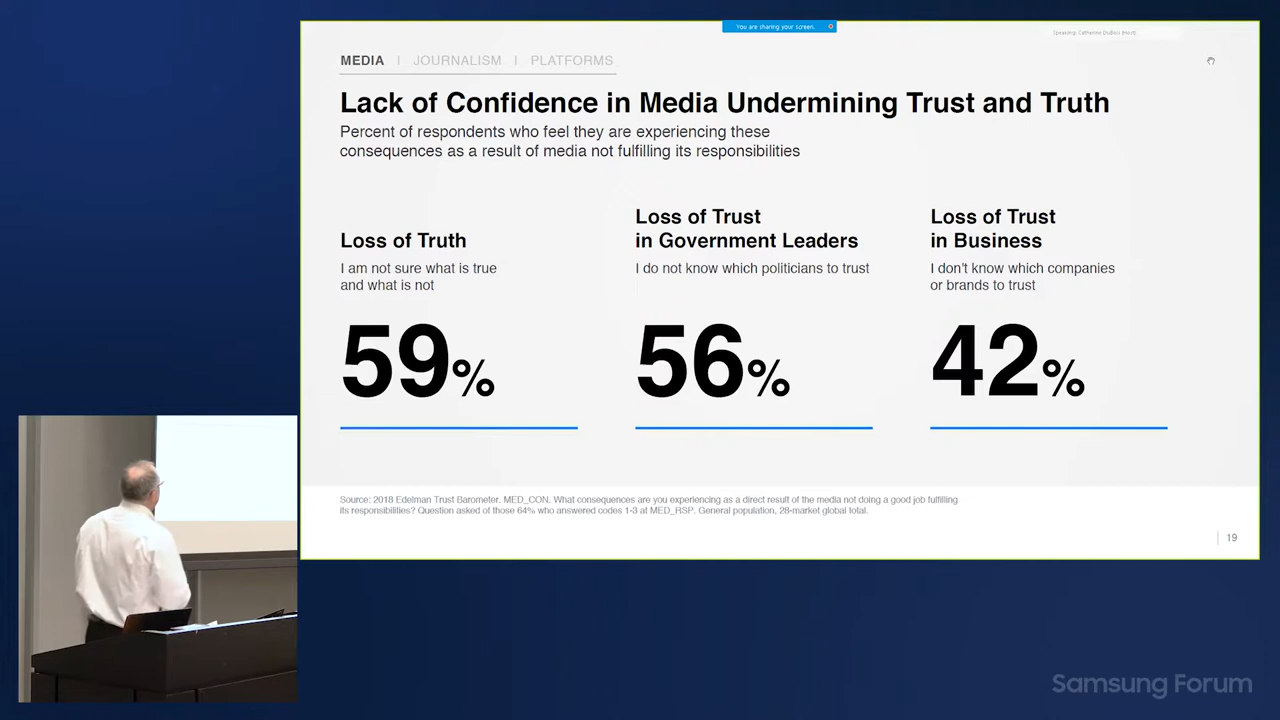 You are sharing your screen.
Speaking: Catherine DuBois (Host)
MEDIA | JOURNALISM | PLATFORMS
Lack of Confidence in Media Undermining Trust and Truth
Percent of respondents who feel they are experiencing these
consequences as a result of media not fulfilling its responsibilities
Loss of Truth
I am not sure what is true
and what is not
59%
Loss of Trust
in Government Leaders
I do not know which politicians to trust
56%
Loss of Trust
in Business
I don't know which companies
or brands to trust
42%
Source: 2018 Edelman Trust Barometer. MED_CON. What consequences are you experiencing as a direct result of the media not doing a good job fulfilling
its responsibilities? Question asked of those 64% who answered codes 1-3 at MED_RSP. General population, 28-market global total.
19
Samsung Forum